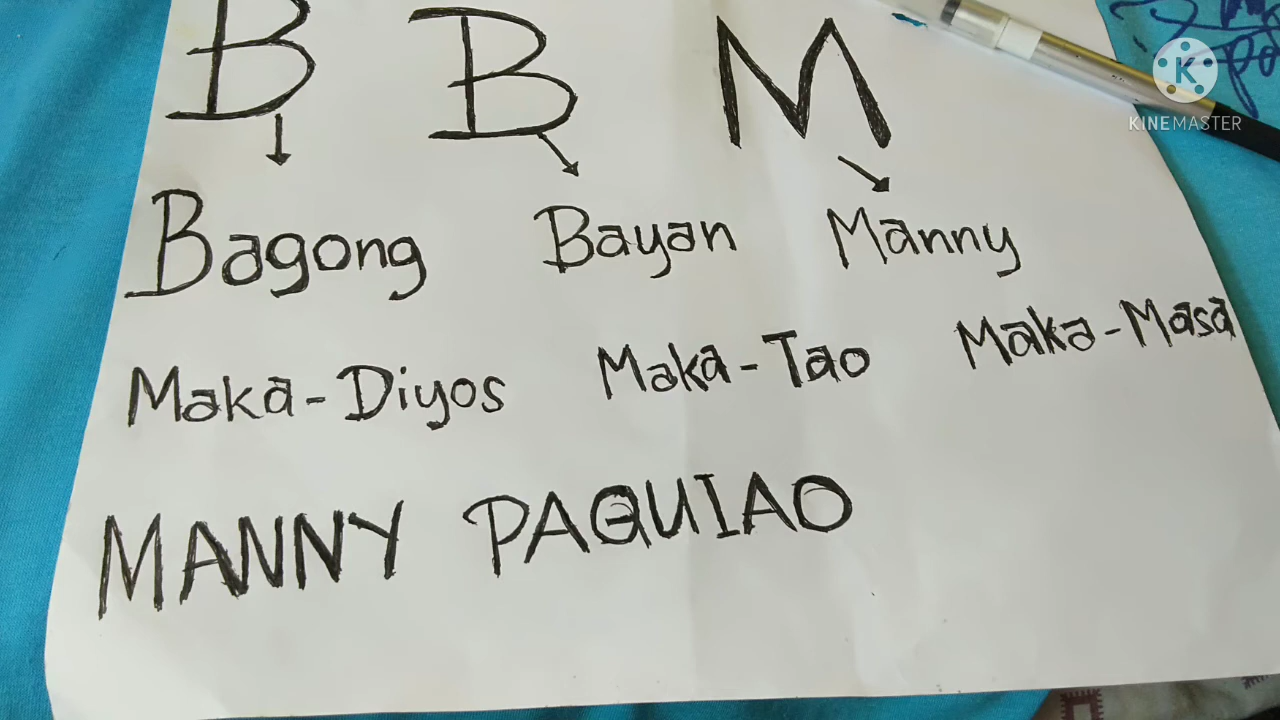 B B M
Bagong Bayan Manny
Maka-Diyos Maka-Tao Maka-Masa
MANNY PAQUIAO
KINEMASTER